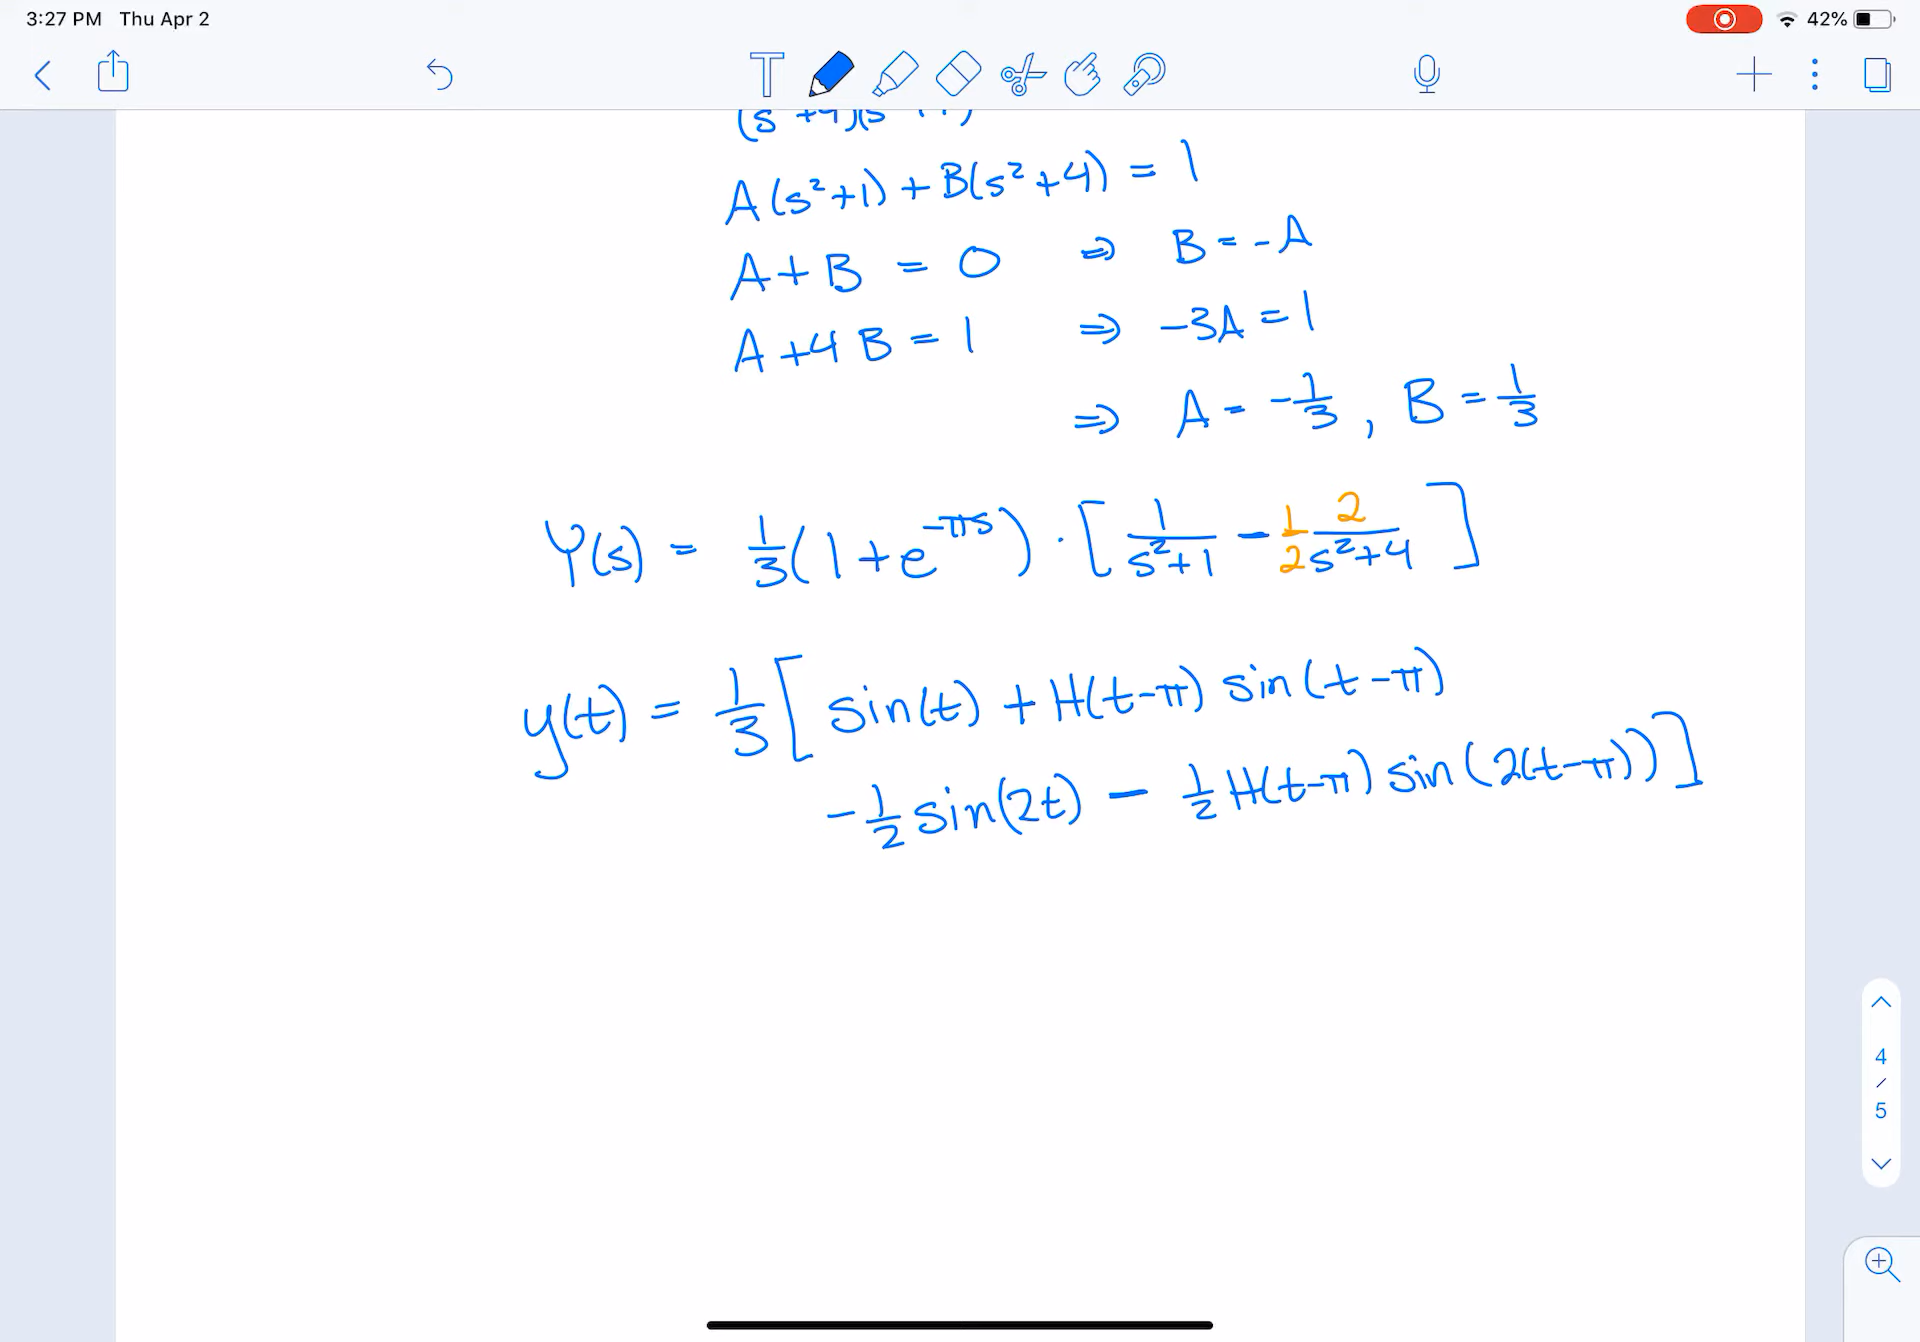 3:27 PM Thu Apr 2
42%
A(s²+1) + B(s²+4) = 1
A + B = 0 ⇒ B = -A
A + 4B = 1 ⇒ -3A = 1
⇒ A = -1/3, B = 1/3
Y(s) = 1/3(1 + e^{-πs}) · [1/(s²+1) - 1/2 2/(s²+4)]
y(t) = 1/3[sin(t) + H(t-π) sin(t-π)
-1/2 sin(2t) - 1/2 H(t-π) sin(2(t-π))]
4
/
5